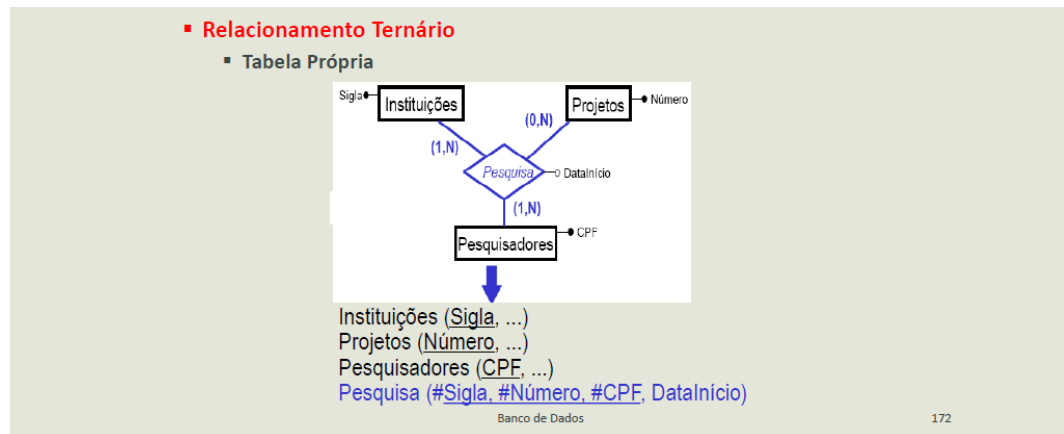 ▪ Relacionamento Ternário
▪ Tabela Própria
Sigla
Instituições
Projetos
Número
(0,N)
(1,N)
Pesquisa
DataInício
(1,N)
Pesquisadores
CPF
Instituições (Sigla, ...)
Projetos (Número, ...)
Pesquisadores (CPF, ...)
Pesquisa (#Sigla, #Número, #CPF, DataInício)
Banco de Dados
172